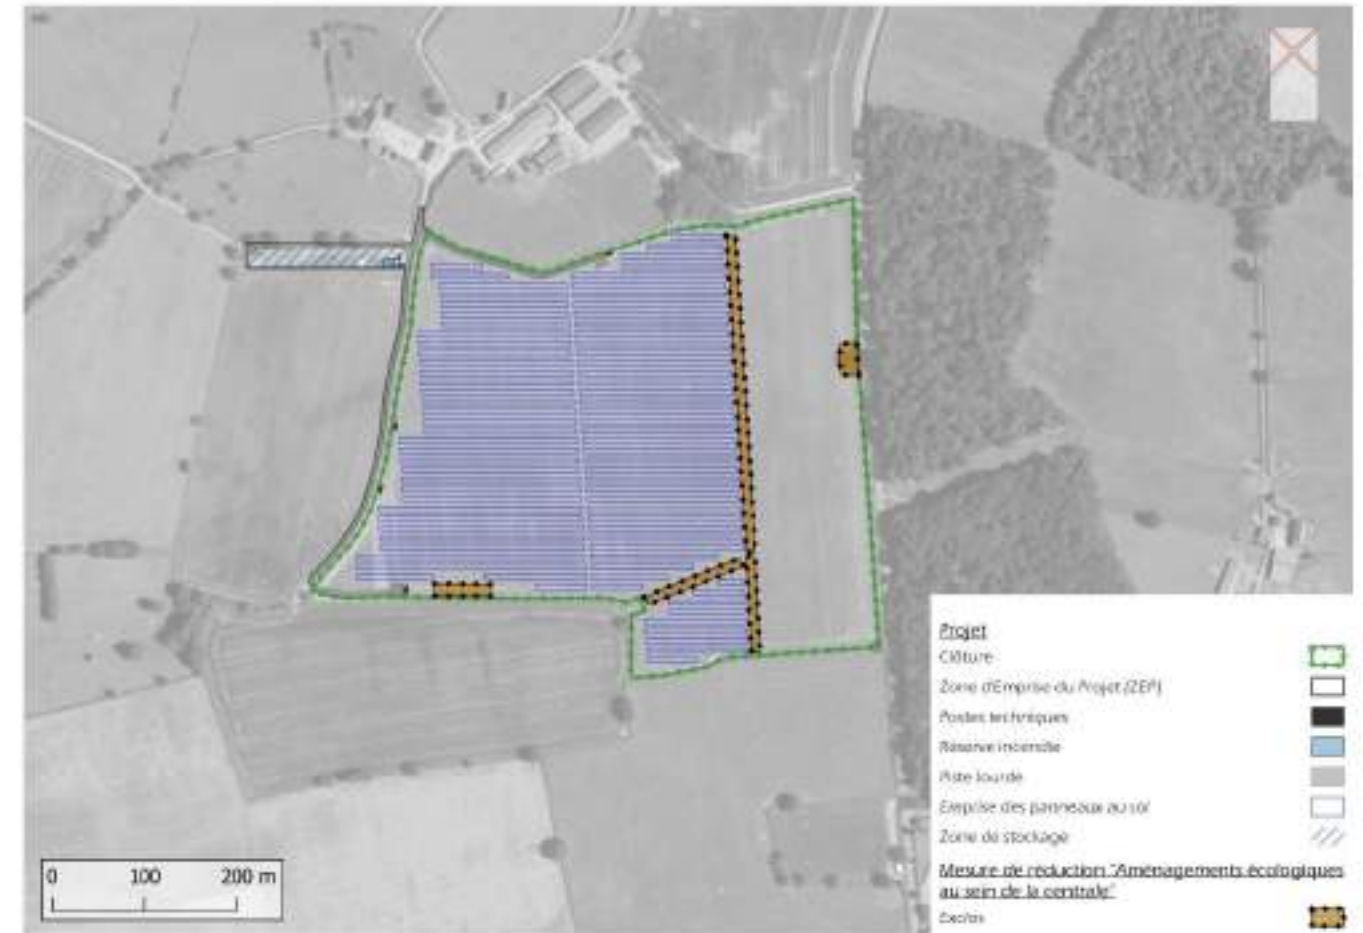 Projet
Clôture
Zone d'Emprise du Projet (ZEP)
Postes techniques
Réserve incendie
Piste lourde
Emprise des panneaux au sol
Zone de stockage
Mesure de réduction "Aménagements écologiques
au sein de la centrale"
Exclos
0 100 200 m